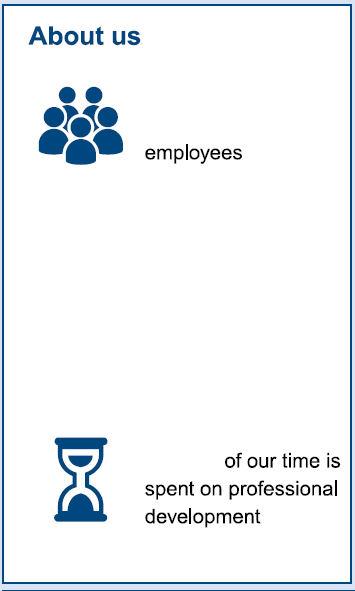 About us
employees
of our time is
spent on professional
development